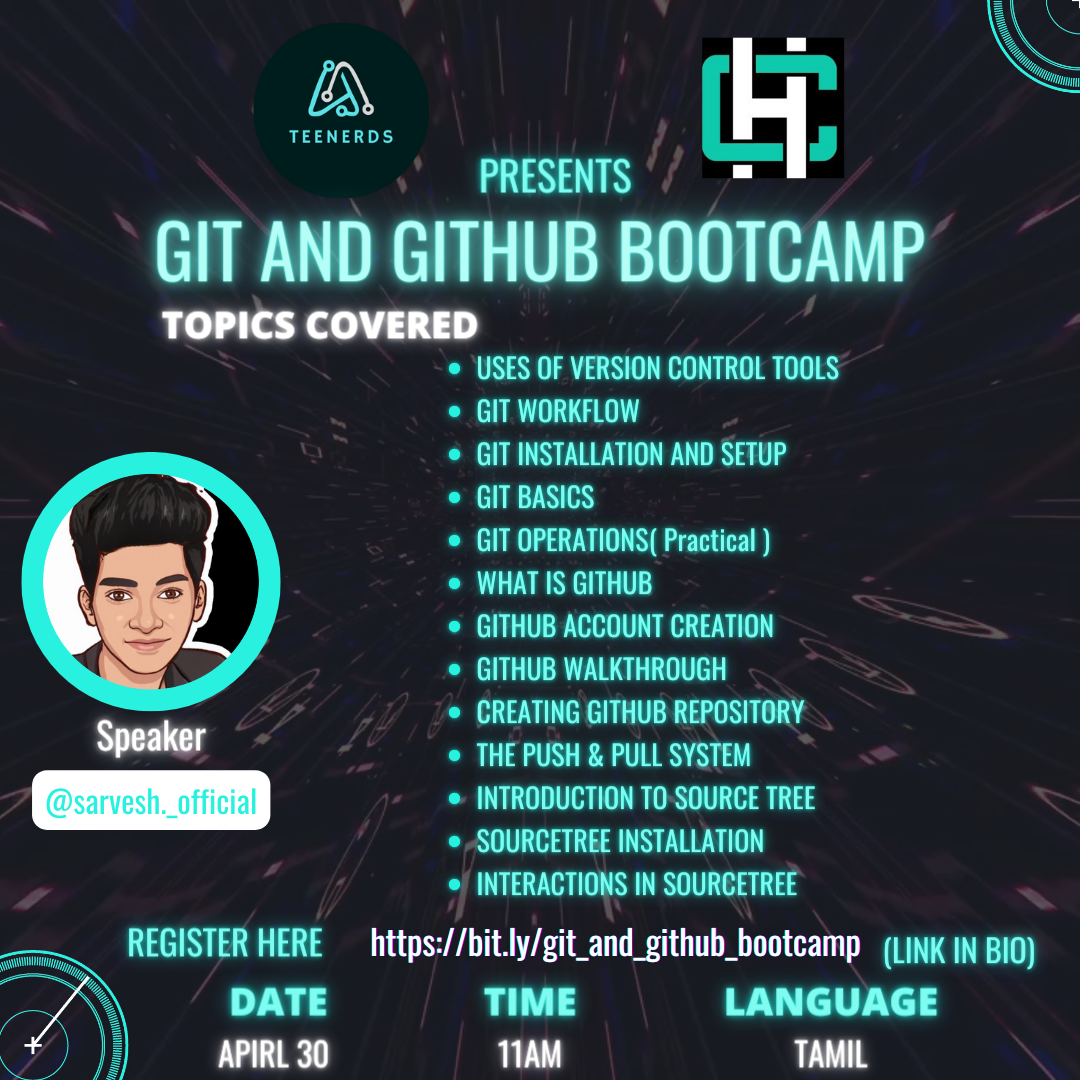 TEENERDS
HC
PRESENTS
GIT AND GITHUB BOOTCAMP
TOPICS COVERED
USES OF VERSION CONTROL TOOLS
GIT WORKFLOW
GIT INSTALLATION AND SETUP
GIT BASICS
GIT OPERATIONS( Practical )
WHAT IS GITHUB
GITHUB ACCOUNT CREATION
GITHUB WALKTHROUGH
CREATING GITHUB REPOSITORY
THE PUSH & PULL SYSTEM
INTRODUCTION TO SOURCE TREE
SOURCETREE INSTALLATION
INTERACTIONS IN SOURCETREE
Speaker
@sarvesh._official
REGISTER HERE https://bit.ly/git_and_github_bootcamp (LINK IN BIO)
DATE TIME LANGUAGE
APIRL 30 11AM TAMIL